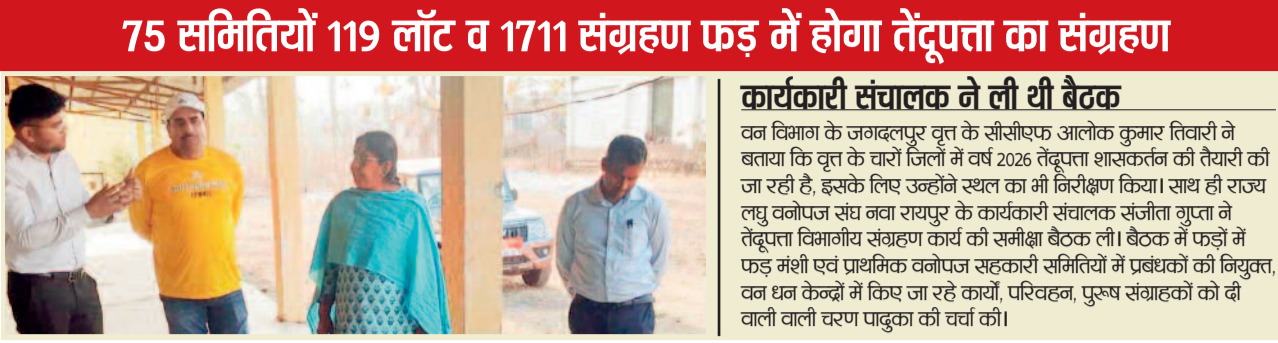 75 समितियों 119 लॉट व 1711 संग्रहण फड़ में होगा तेंदूपत्ता का संग्रहण
कार्यकारी संचालक ने ली थी बैठक
वन विभाग के जगदलपुर वृत्त के सीसीएफ आलोक कुमार तिवारी ने
बताया कि वृत्त के चारों जिलों में वर्ष 2026 तेंदूपत्ता शासकर्तन की तैयारी की
जा रही है, इसके लिए उन्होंने स्थल का भी निरीक्षण किया। साथ ही राज्य
लघु वनोपज संघ नवा रायपुर के कार्यकारी संचालक संजीता गुप्ता ने
तेंदूपत्ता विभागीय संग्रहण कार्य की समीक्षा बैठक ली। बैठक में फड़ों में
फड़ मंशी एवं प्राथमिक वनोपज सहकारी समितियों में प्रबंधकों की नियुक्त,
वन धन केन्द्रों में किए जा रहे कार्यों, परिवहन, पुरूष संग्राहकों को दी
वाली वाली चरण पादुका की चर्चा की।